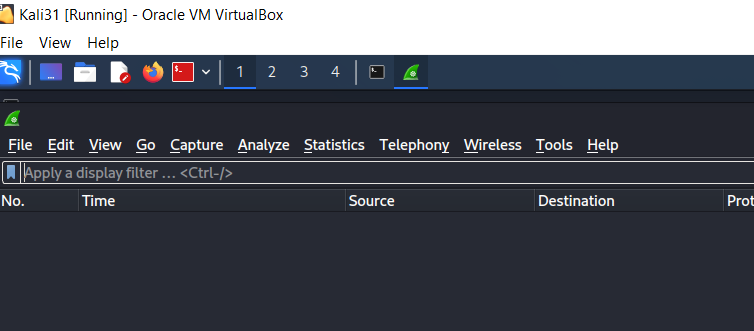 Kali31 [Running] - Oracle VM VirtualBox
File View Help
1 2 3 4
File Edit View Go Capture Analyze Statistics Telephony Wireless Tools Help
Apply a display filter ... <Ctrl-/>
No. Time Source Destination Prot